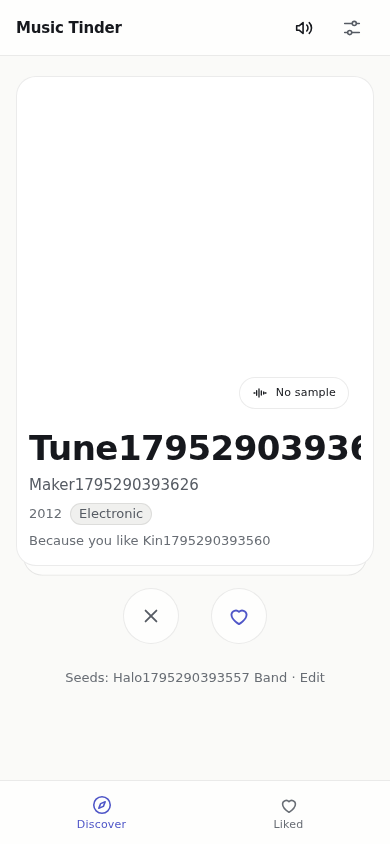 Music Tinder
No sample
Tune17952903936
Maker1795290393626
2012 Electronic
Because you like Kin1795290393560
Seeds: Halo1795290393557 Band · Edit
Discover
Liked